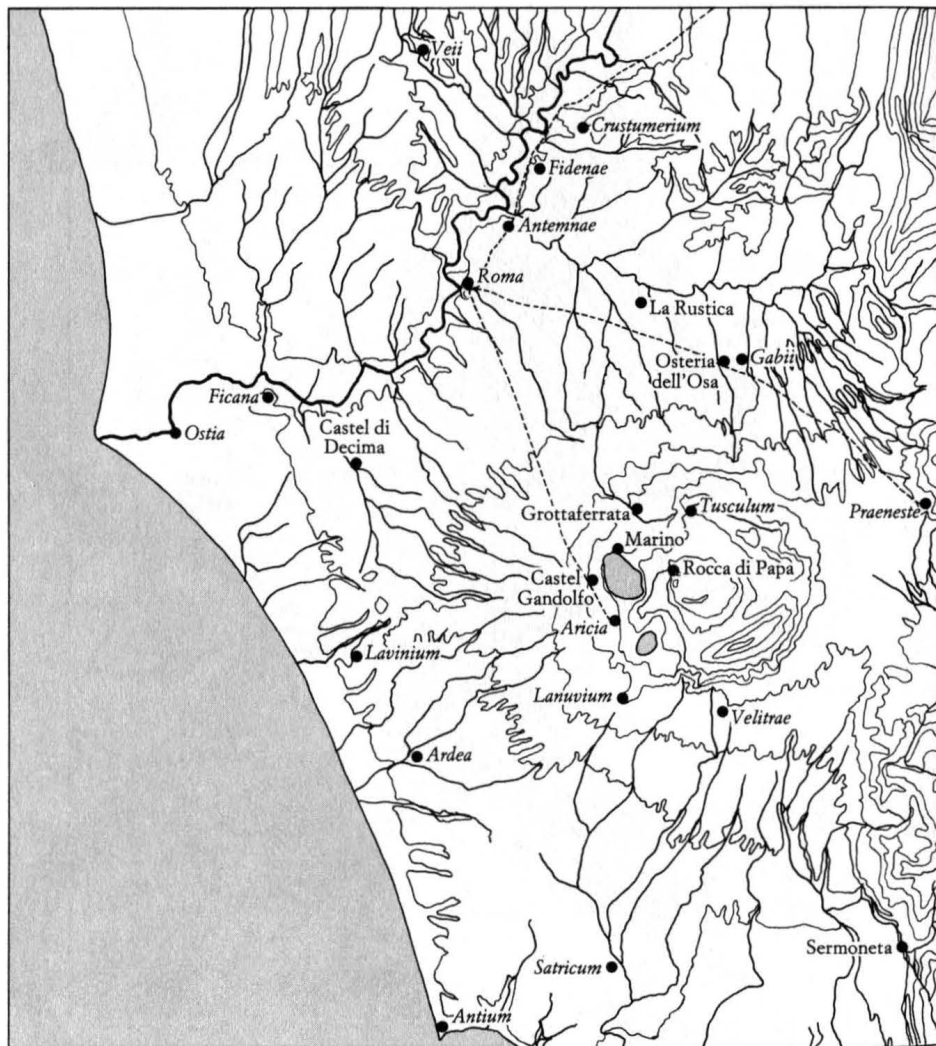 Veii
Crustumerium
Fidenae
Antemnae
Roma
La Rustica
Osteria
dell'Osa
Gabii
Ficana
Ostia
Castel di
Decima
Grottaferrata
Tusculum
Praeneste
Marino
Rocca di Papa
Castel
Gandolfo
Aricia
Lavinium
Lanuvium
Velitrae
Ardea
Sermoneta
Satricum
Antium